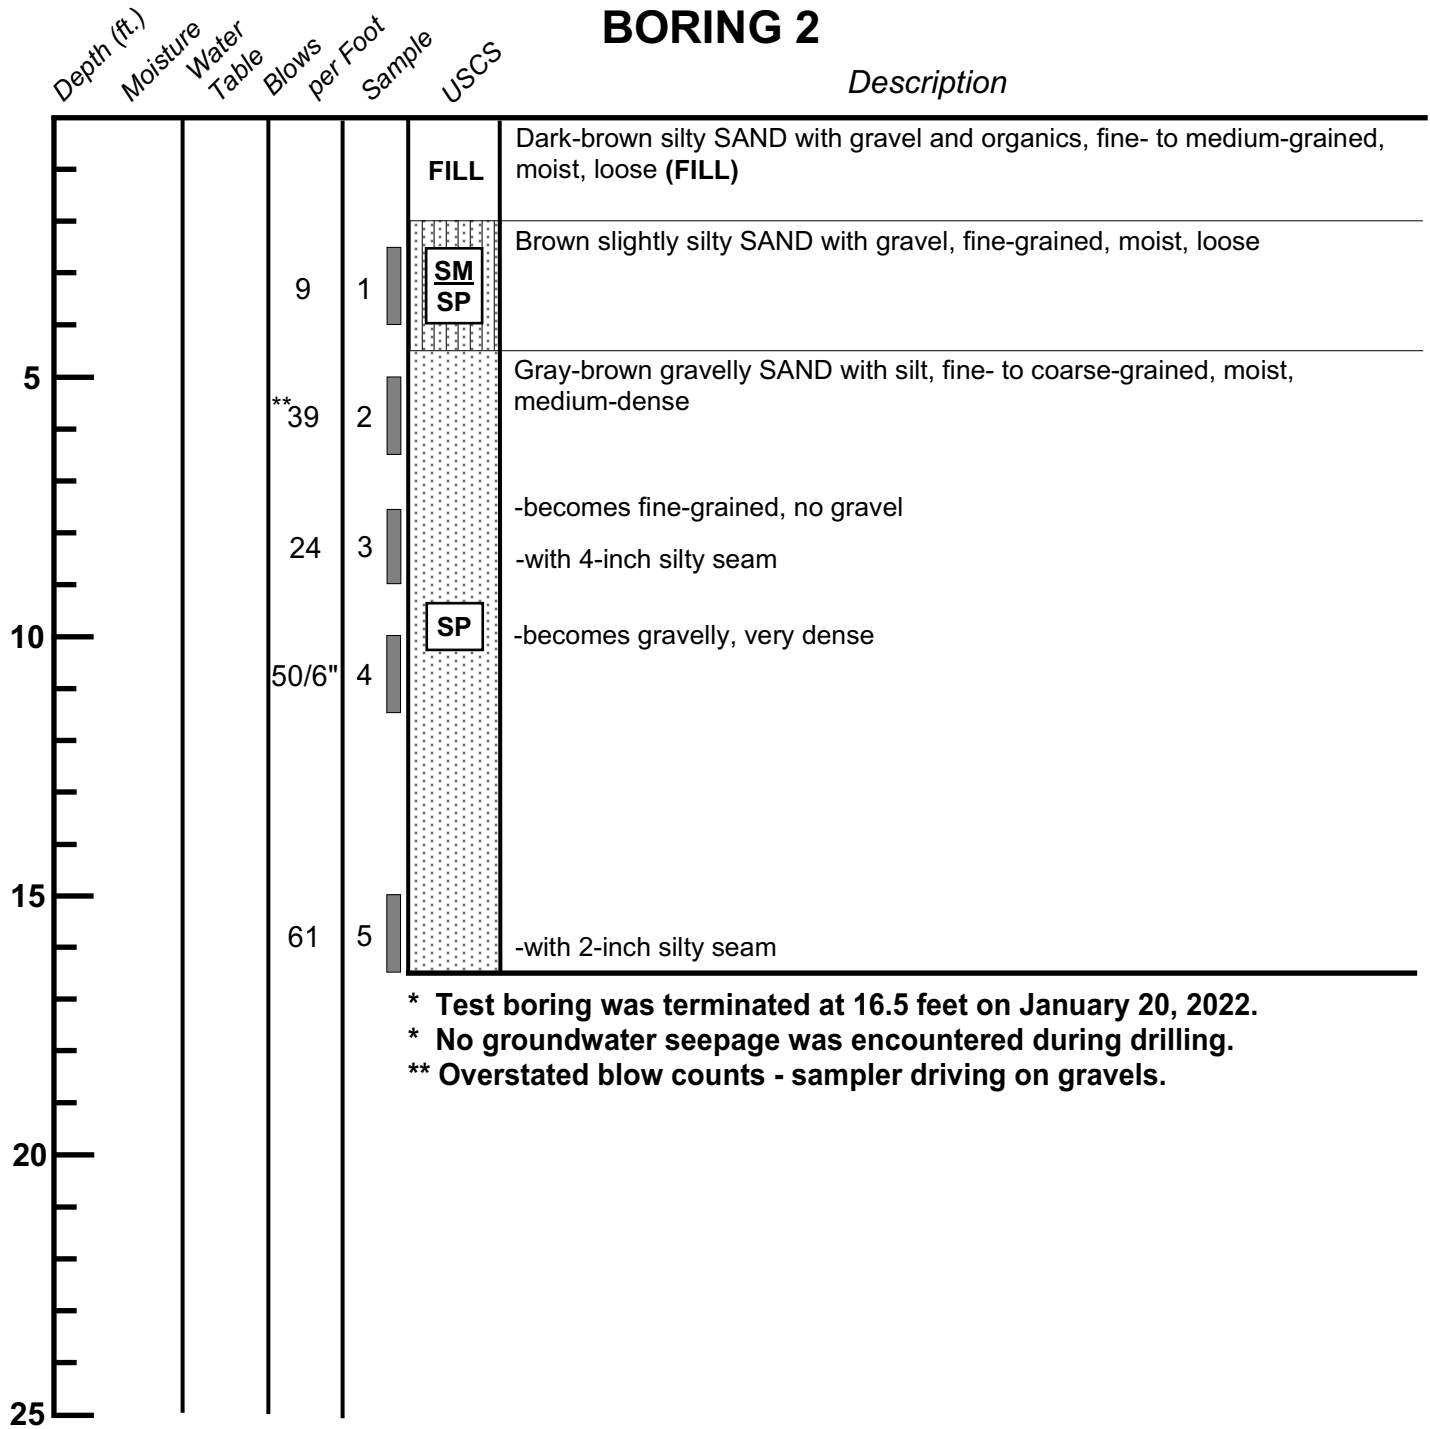 BORING 2
Depth (ft.)
Moisture
Water
Table
Blows
per Foot
Sample
USCS
Description
FILL
Dark-brown silty SAND with gravel and organics, fine- to medium-grained,
moist, loose (FILL)
Brown slightly silty SAND with gravel, fine-grained, moist, loose
9
1
SM
SP
5
Gray-brown gravelly SAND with silt, fine- to coarse-grained, moist,
medium-dense
**39
2
-becomes fine-grained, no gravel
24
3
-with 4-inch silty seam
10
SP
-becomes gravelly, very dense
50/6"
4
15
61
5
-with 2-inch silty seam
* Test boring was terminated at 16.5 feet on January 20, 2022.
* No groundwater seepage was encountered during drilling.
** Overstated blow counts - sampler driving on gravels.
20
25